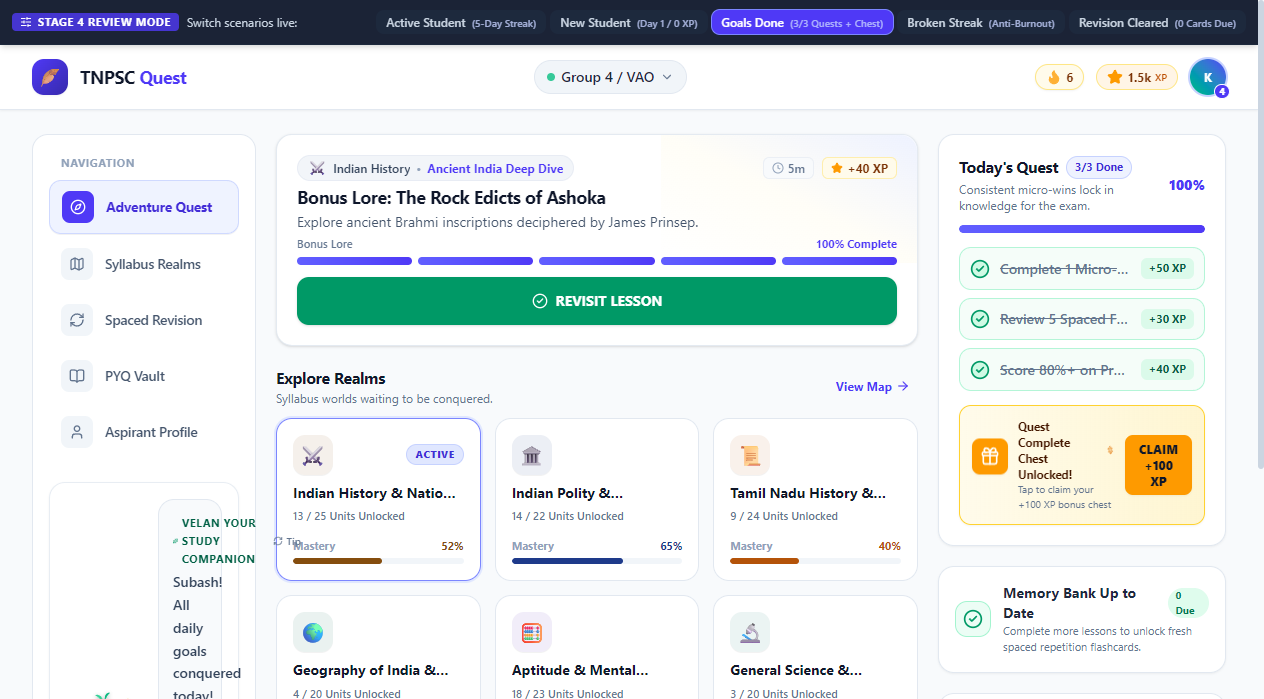 STAGE 4 REVIEW MODE Switch scenarios live: Active Student (5-Day Streak) New Student (Day 1 / 0 XP) Goals Done (3/3 Quests + Chest) Broken Streak (Anti-Burnout) Revision Cleared (0 Cards Due)
TNPSC Quest Group 4 / VAO 6 1.5k XP K 4
NAVIGATION
Adventure Quest
Syllabus Realms
Spaced Revision
PYQ Vault
Aspirant Profile
VELAN YOUR
STUDY
COMPANION
Tip
Subash!
All
daily
goals
conquered
today!
Indian History • Ancient India Deep Dive 5m +40 XP
Bonus Lore: The Rock Edicts of Ashoka
Explore ancient Brahmi inscriptions deciphered by James Prinsep.
Bonus Lore 100% Complete
REVISIT LESSON
Explore Realms
Syllabus worlds waiting to be conquered.
View Map
ACTIVE
Indian History & Natio...
13 / 25 Units Unlocked
Mastery 52%
Indian Polity &...
14 / 22 Units Unlocked
Mastery 65%
Tamil Nadu History &...
9 / 24 Units Unlocked
Mastery 40%
Geography of India &...
4 / 20 Units Unlocked
Aptitude & Mental...
18 / 23 Units Unlocked
General Science &...
3 / 20 Units Unlocked
Today's Quest 3/3 Done
Consistent micro-wins lock in
knowledge for the exam.
100%
Complete 1 Micro-... +50 XP
Review 5 Spaced F... +30 XP
Score 80%+ on Pr... +40 XP
Quest
Complete
Chest
Unlocked!
Tap to claim your
+100 XP bonus chest
CLAIM
+100
XP
Memory Bank Up to
Date
0
Due
Complete more lessons to unlock fresh
spaced repetition flashcards.